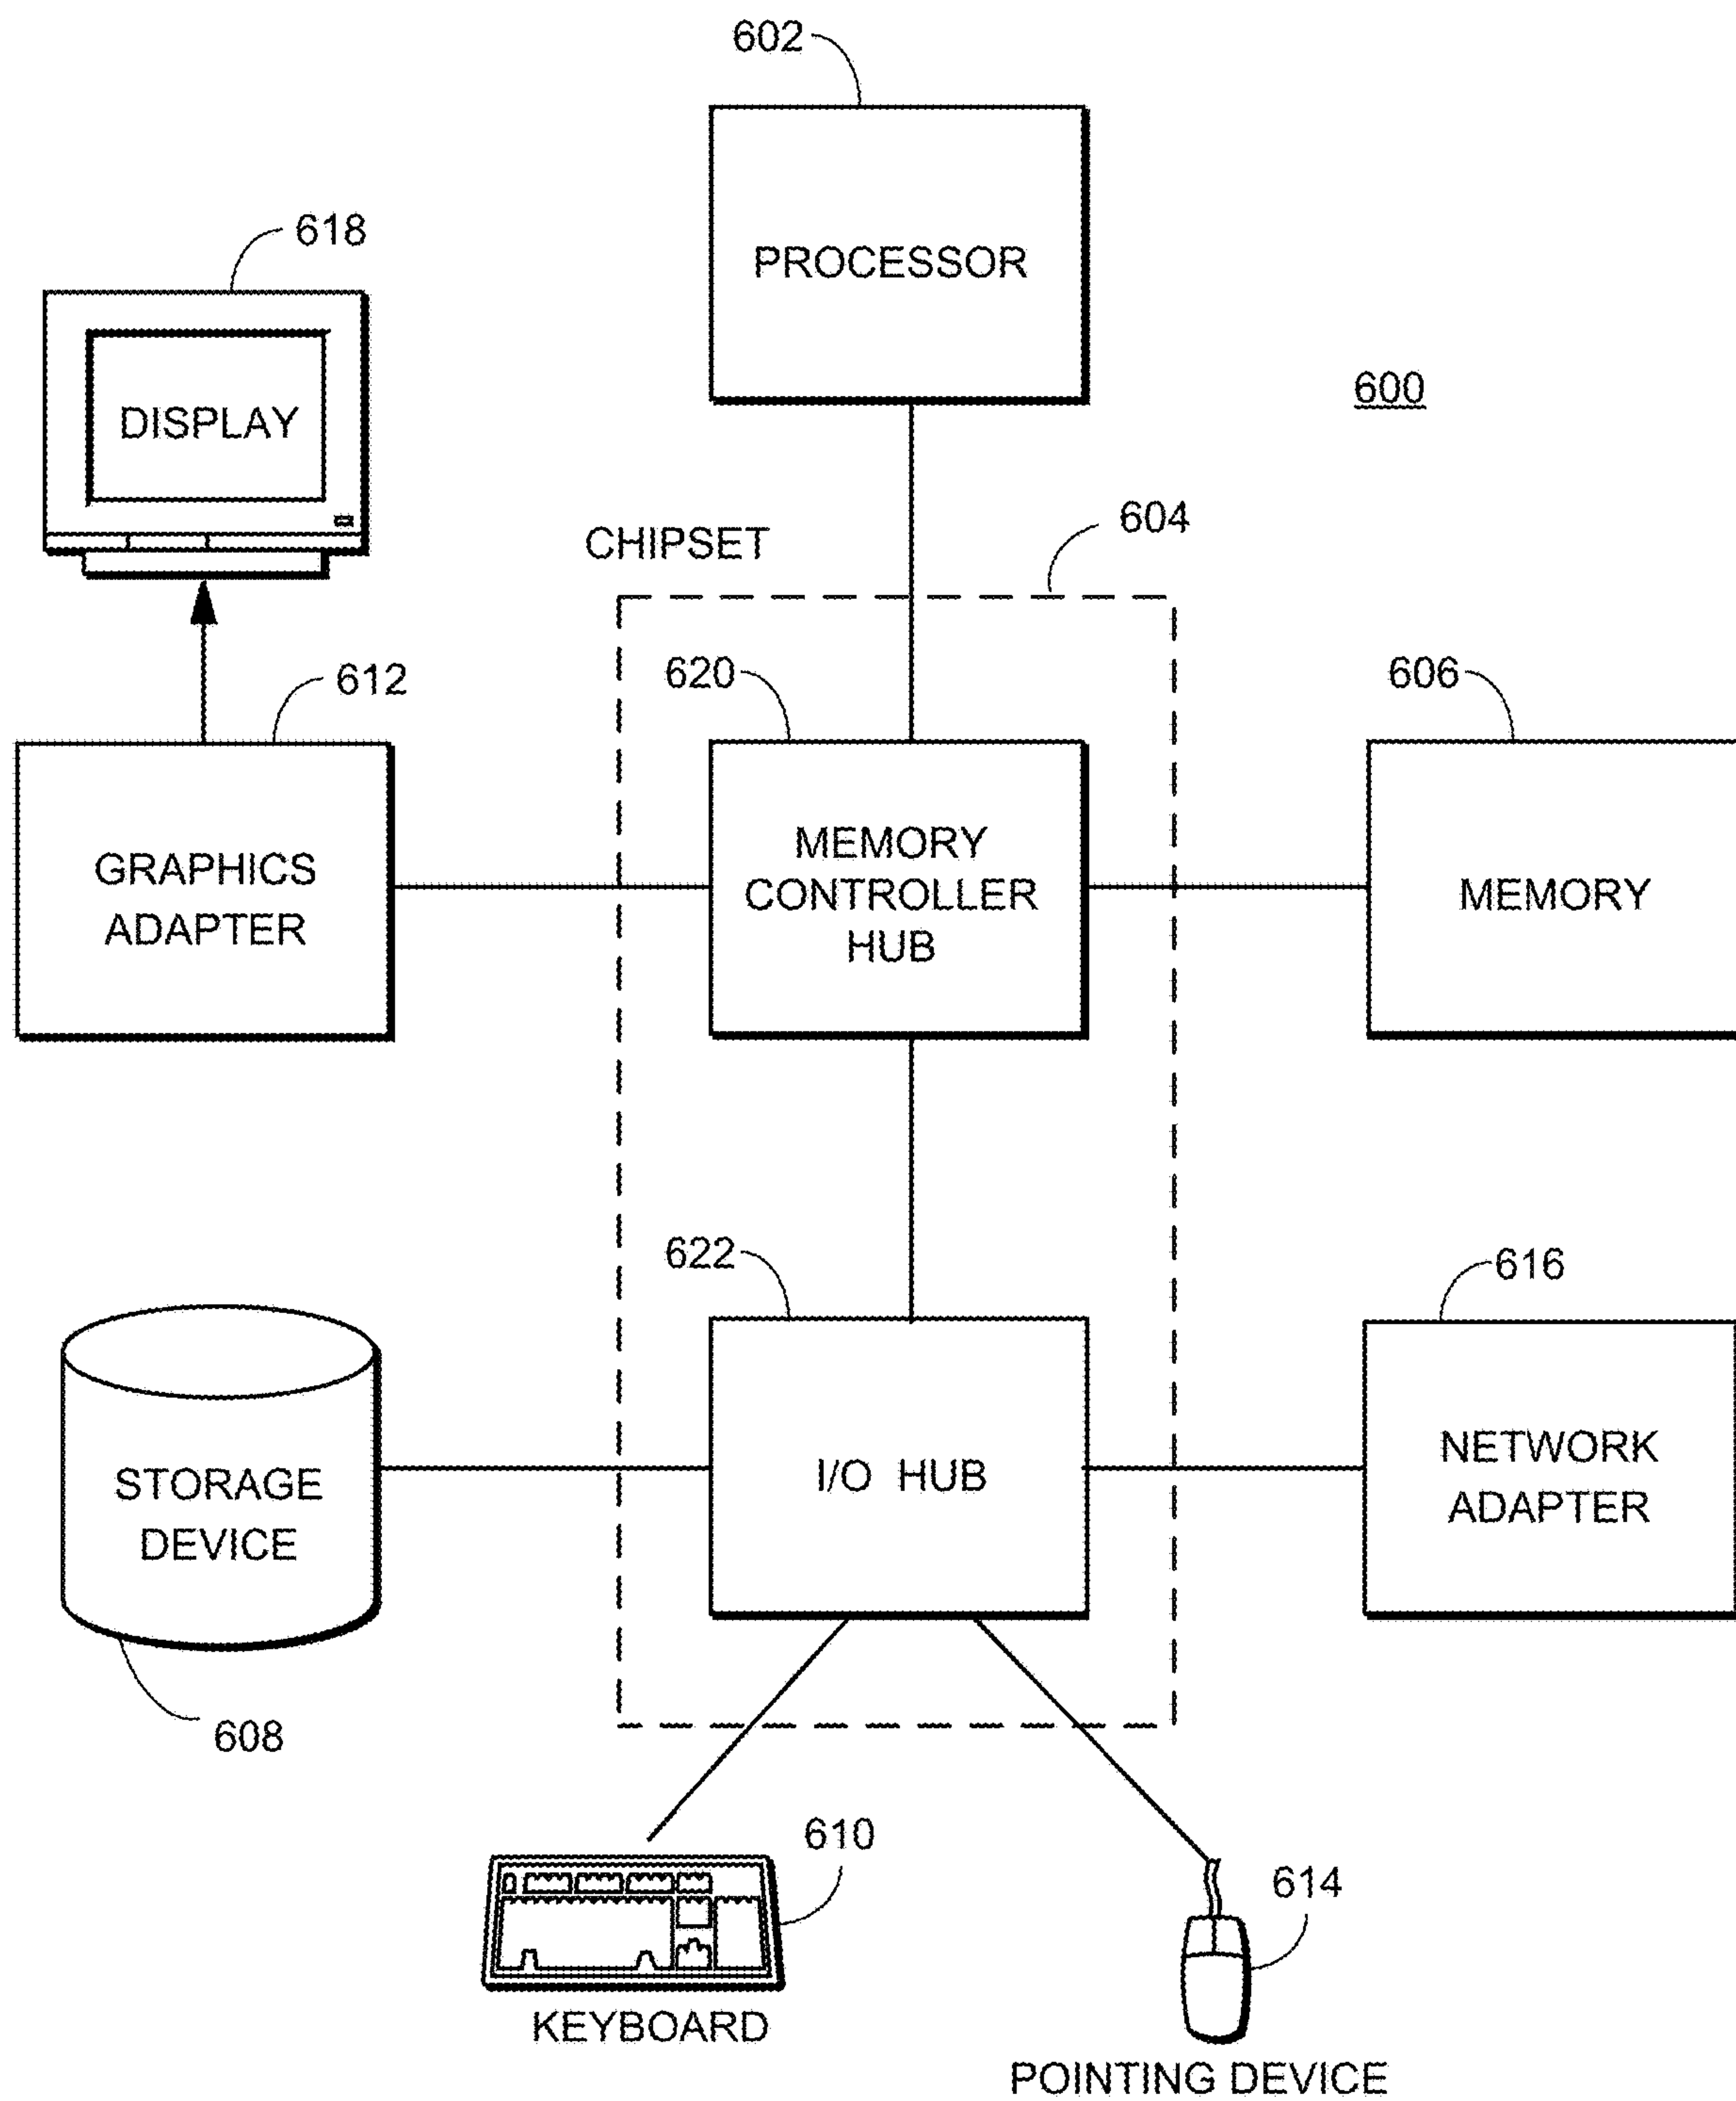 602
PROCESSOR
618
DISPLAY
600
CHIPSET
604
612
GRAPHICS
ADAPTER
620
MEMORY
CONTROLLER
HUB
606
MEMORY
622
I/O HUB
616
NETWORK
ADAPTER
STORAGE
DEVICE
608
610
KEYBOARD
614
POINTING DEVICE